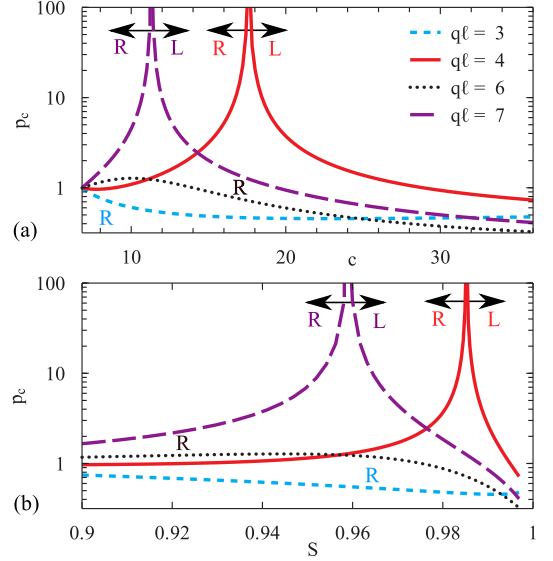 100
R L R L
qℓ = 3
qℓ = 4
qℓ = 6
qℓ = 7
10
p_c
1
R
R
(a)
10 20 c 30
100
R L R L
10
p_c
R
1
R
(b)
0.9 0.92 0.94 0.96 0.98 1
S